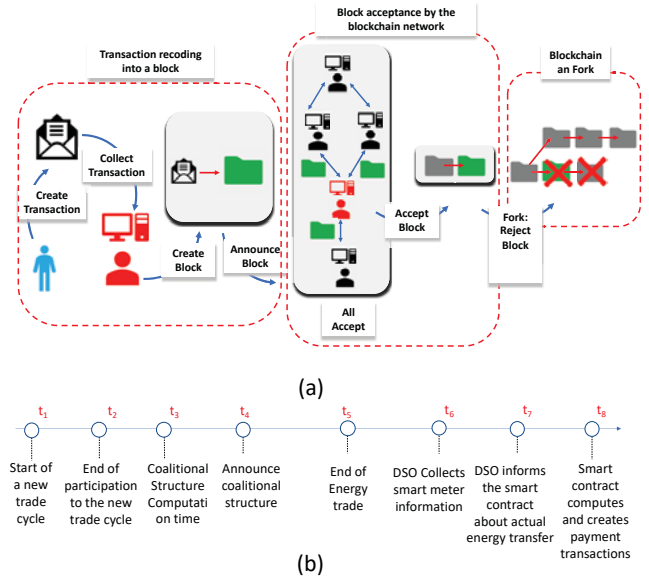 Transaction recoding
into a block
Block acceptance by the
blockchain network
Blockchain
an Fork
Collect
Transaction
Create
Transaction
Create
Block
Announce
Block
Accept
Block
Fork:
Reject
Block
All
Accept
(a)
t1
t2
t3
t4
t5
t6
t7
t8
Start of
a new
trade
cycle
End of
participation
to the new
trade cycle
Coalitional
Structure
Computati
on time
Announce
coalitional
structure
End of
Energy
trade
DSO Collects
smart meter
information
DSO informs
the smart
contract
about actual
energy transfer
Smart
contract
computes
and creates
payment
transactions
(b)